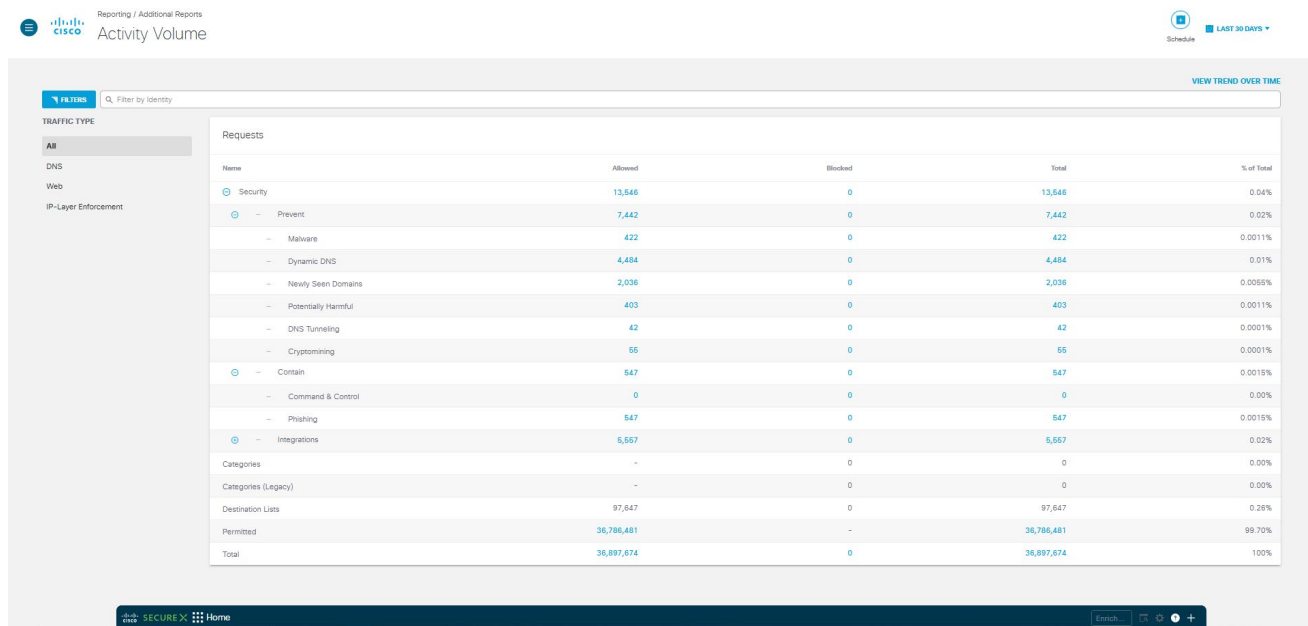 Reporting / Additional Reports
CISCO
Activity Volume
Schedule
LAST 30 DAYS
VIEW TREND OVER TIME
FILTERS Filter by Identity
TRAFFIC TYPE
All
DNS
Web
IP-Layer Enforcement
Requests
Name Allowed Blocked Total % of Total
Security 13,546 0 13,546 0.04%
– Prevent 7,442 0 7,442 0.02%
– Malware 422 0 422 0.0011%
– Dynamic DNS 4,484 0 4,484 0.01%
– Newly Seen Domains 2,036 0 2,036 0.0055%
– Potentially Harmful 403 0 403 0.0011%
– DNS Tunneling 42 0 42 0.0001%
– Cryptomining 55 0 55 0.0001%
– Contain 547 0 547 0.0015%
– Command & Control 0 0 0 0.00%
– Phishing 547 0 547 0.0015%
– Integrations 5,557 0 5,557 0.02%
Categories - 0 0 0.00%
Categories (Legacy) - 0 0 0.00%
Destination Lists 97,647 0 97,647 0.26%
Permitted 36,786,481 - 36,786,481 99.70%
Total 36,897,674 0 36,897,674 100%
CISCO SECUREX Home Enrich...